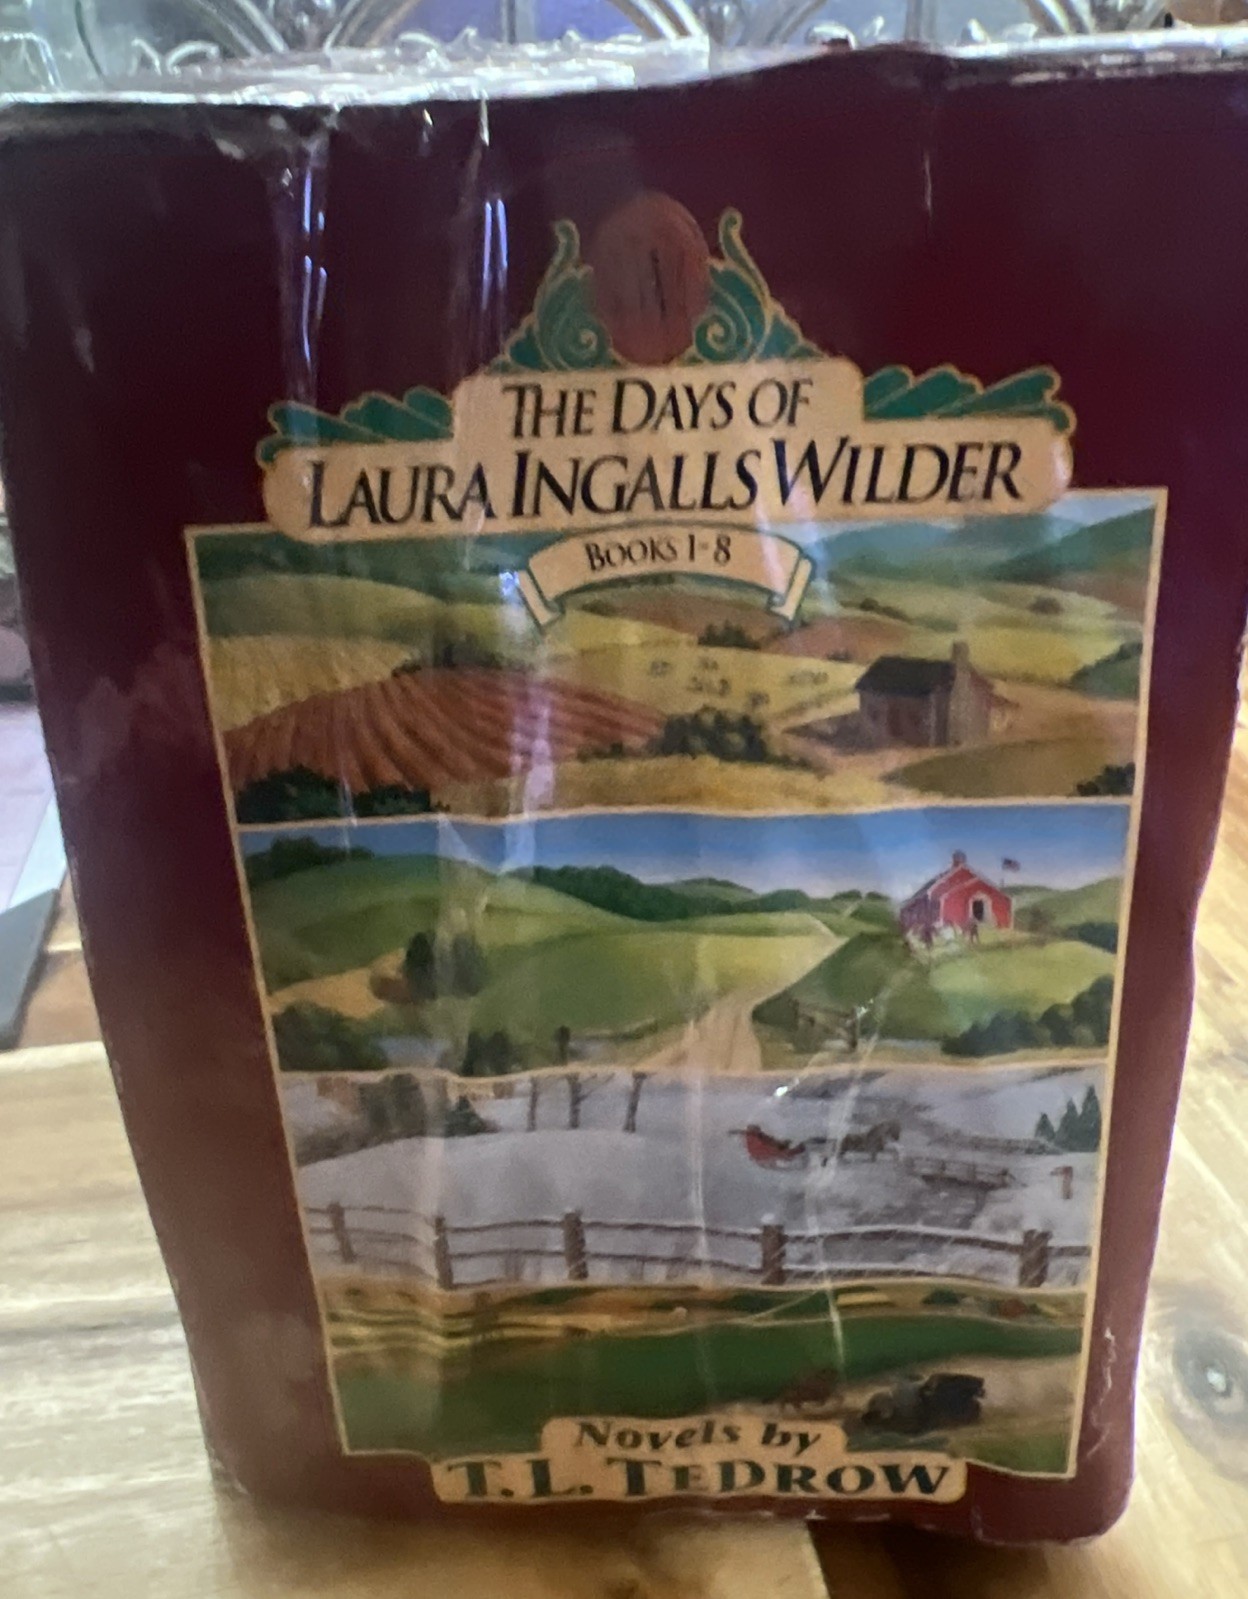 The Days of
Laura Ingalls Wilder
Books 1-8
Novels by
T.L. Tedrow